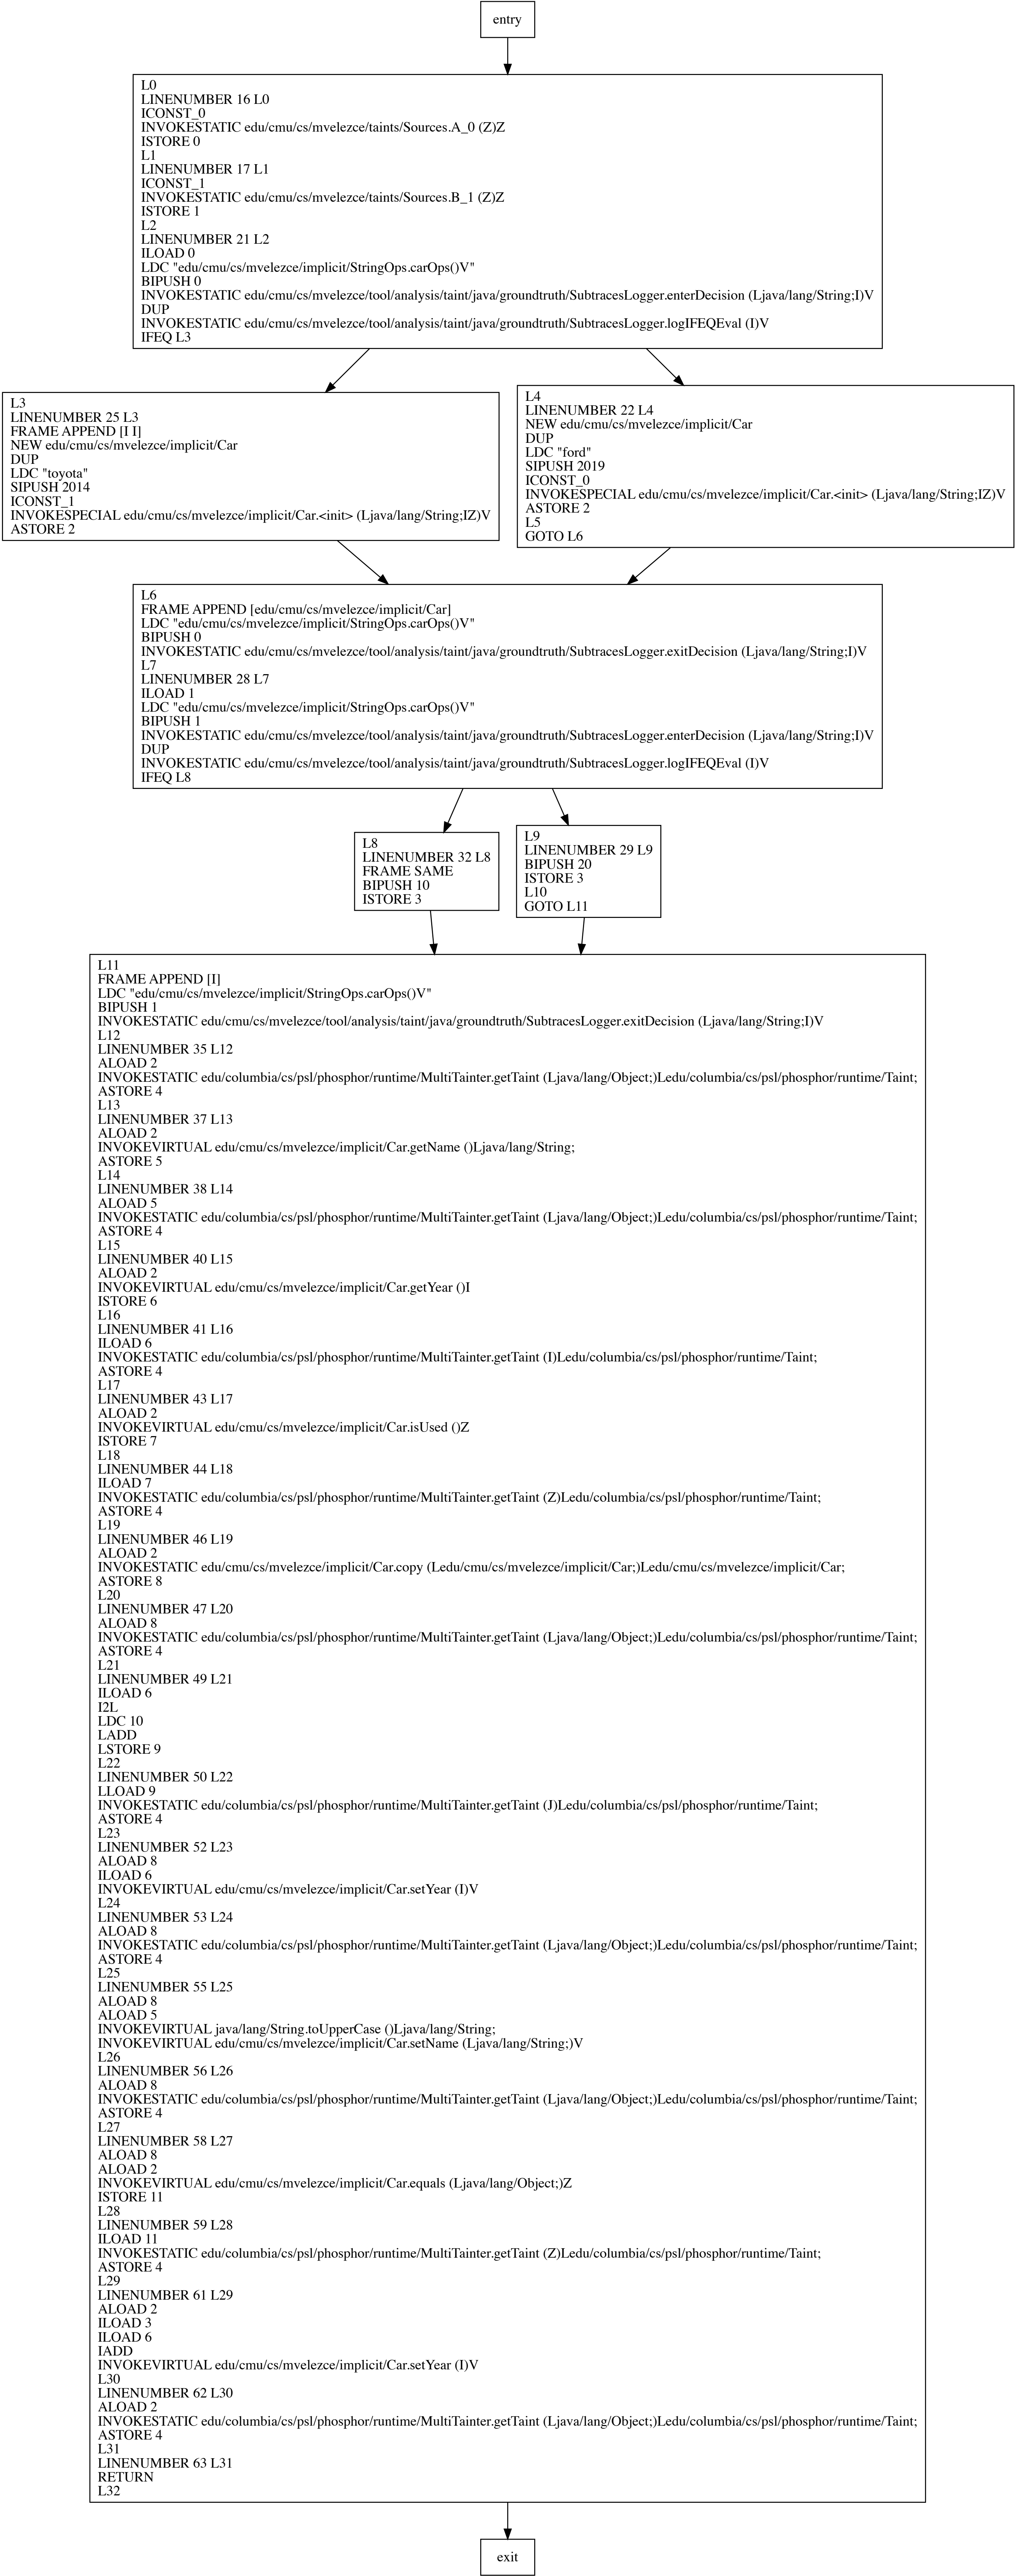 entry
L0
LINENUMBER 16 L0
ICONST_0
INVOKESTATIC edu/cmu/cs/mvelezce/taints/Sources.A_0 (Z)Z
ISTORE 0
L1
LINENUMBER 17 L1
ICONST_1
INVOKESTATIC edu/cmu/cs/mvelezce/taints/Sources.B_1 (Z)Z
ISTORE 1
L2
LINENUMBER 21 L2
ILOAD 0
LDC "edu/cmu/cs/mvelezce/implicit/StringOps.carOps()V"
BIPUSH 0
INVOKESTATIC edu/cmu/cs/mvelezce/tool/analysis/taint/java/groundtruth/SubtracesLogger.enterDecision (Ljava/lang/String;I)V
DUP
INVOKESTATIC edu/cmu/cs/mvelezce/tool/analysis/taint/java/groundtruth/SubtracesLogger.logIFEQEval (I)V
IFEQ L3
L3
LINENUMBER 25 L3
FRAME APPEND [I I]
NEW edu/cmu/cs/mvelezce/implicit/Car
DUP
LDC "toyota"
SIPUSH 2014
ICONST_1
INVOKESPECIAL edu/cmu/cs/mvelezce/implicit/Car.<init> (Ljava/lang/String;IZ)V
ASTORE 2
L4
LINENUMBER 22 L4
NEW edu/cmu/cs/mvelezce/implicit/Car
DUP
LDC "ford"
SIPUSH 2019
ICONST_0
INVOKESPECIAL edu/cmu/cs/mvelezce/implicit/Car.<init> (Ljava/lang/String;IZ)V
ASTORE 2
L5
GOTO L6
L6
FRAME APPEND [edu/cmu/cs/mvelezce/implicit/Car]
LDC "edu/cmu/cs/mvelezce/implicit/StringOps.carOps()V"
BIPUSH 0
INVOKESTATIC edu/cmu/cs/mvelezce/tool/analysis/taint/java/groundtruth/SubtracesLogger.exitDecision (Ljava/lang/String;I)V
L7
LINENUMBER 28 L7
ILOAD 1
LDC "edu/cmu/cs/mvelezce/implicit/StringOps.carOps()V"
BIPUSH 1
INVOKESTATIC edu/cmu/cs/mvelezce/tool/analysis/taint/java/groundtruth/SubtracesLogger.enterDecision (Ljava/lang/String;I)V
DUP
INVOKESTATIC edu/cmu/cs/mvelezce/tool/analysis/taint/java/groundtruth/SubtracesLogger.logIFEQEval (I)V
IFEQ L8
L8
LINENUMBER 32 L8
FRAME SAME
BIPUSH 10
ISTORE 3
L9
LINENUMBER 29 L9
BIPUSH 20
ISTORE 3
L10
GOTO L11
L11
FRAME APPEND [I]
LDC "edu/cmu/cs/mvelezce/implicit/StringOps.carOps()V"
BIPUSH 1
INVOKESTATIC edu/cmu/cs/mvelezce/tool/analysis/taint/java/groundtruth/SubtracesLogger.exitDecision (Ljava/lang/String;I)V
L12
LINENUMBER 35 L12
ALOAD 2
INVOKESTATIC edu/columbia/cs/psl/phosphor/runtime/MultiTainter.getTaint (Ljava/lang/Object;)Ledu/columbia/cs/psl/phosphor/runtime/Taint;
ASTORE 4
L13
LINENUMBER 37 L13
ALOAD 2
INVOKEVIRTUAL edu/cmu/cs/mvelezce/implicit/Car.getName ()Ljava/lang/String;
ASTORE 5
L14
LINENUMBER 38 L14
ALOAD 5
INVOKESTATIC edu/columbia/cs/psl/phosphor/runtime/MultiTainter.getTaint (Ljava/lang/Object;)Ledu/columbia/cs/psl/phosphor/runtime/Taint;
ASTORE 4
L15
LINENUMBER 40 L15
ALOAD 2
INVOKEVIRTUAL edu/cmu/cs/mvelezce/implicit/Car.getYear ()I
ISTORE 6
L16
LINENUMBER 41 L16
ILOAD 6
INVOKESTATIC edu/columbia/cs/psl/phosphor/runtime/MultiTainter.getTaint (I)Ledu/columbia/cs/psl/phosphor/runtime/Taint;
ASTORE 4
L17
LINENUMBER 43 L17
ALOAD 2
INVOKEVIRTUAL edu/cmu/cs/mvelezce/implicit/Car.isUsed ()Z
ISTORE 7
L18
LINENUMBER 44 L18
ILOAD 7
INVOKESTATIC edu/columbia/cs/psl/phosphor/runtime/MultiTainter.getTaint (Z)Ledu/columbia/cs/psl/phosphor/runtime/Taint;
ASTORE 4
L19
LINENUMBER 46 L19
ALOAD 2
INVOKESTATIC edu/cmu/cs/mvelezce/implicit/Car.copy (Ledu/cmu/cs/mvelezce/implicit/Car;)Ledu/cmu/cs/mvelezce/implicit/Car;
ASTORE 8
L20
LINENUMBER 47 L20
ALOAD 8
INVOKESTATIC edu/columbia/cs/psl/phosphor/runtime/MultiTainter.getTaint (Ljava/lang/Object;)Ledu/columbia/cs/psl/phosphor/runtime/Taint;
ASTORE 4
L21
LINENUMBER 49 L21
ILOAD 6
I2L
LDC 10
LADD
LSTORE 9
L22
LINENUMBER 50 L22
LLOAD 9
INVOKESTATIC edu/columbia/cs/psl/phosphor/runtime/MultiTainter.getTaint (J)Ledu/columbia/cs/psl/phosphor/runtime/Taint;
ASTORE 4
L23
LINENUMBER 52 L23
ALOAD 8
ILOAD 6
INVOKEVIRTUAL edu/cmu/cs/mvelezce/implicit/Car.setYear (I)V
L24
LINENUMBER 53 L24
ALOAD 8
INVOKESTATIC edu/columbia/cs/psl/phosphor/runtime/MultiTainter.getTaint (Ljava/lang/Object;)Ledu/columbia/cs/psl/phosphor/runtime/Taint;
ASTORE 4
L25
LINENUMBER 55 L25
ALOAD 8
ALOAD 5
INVOKEVIRTUAL java/lang/String.toUpperCase ()Ljava/lang/String;
INVOKEVIRTUAL edu/cmu/cs/mvelezce/implicit/Car.setName (Ljava/lang/String;)V
L26
LINENUMBER 56 L26
ALOAD 8
INVOKESTATIC edu/columbia/cs/psl/phosphor/runtime/MultiTainter.getTaint (Ljava/lang/Object;)Ledu/columbia/cs/psl/phosphor/runtime/Taint;
ASTORE 4
L27
LINENUMBER 58 L27
ALOAD 8
ALOAD 2
INVOKEVIRTUAL edu/cmu/cs/mvelezce/implicit/Car.equals (Ljava/lang/Object;)Z
ISTORE 11
L28
LINENUMBER 59 L28
ILOAD 11
INVOKESTATIC edu/columbia/cs/psl/phosphor/runtime/MultiTainter.getTaint (Z)Ledu/columbia/cs/psl/phosphor/runtime/Taint;
ASTORE 4
L29
LINENUMBER 61 L29
ALOAD 2
ILOAD 3
ILOAD 6
IADD
INVOKEVIRTUAL edu/cmu/cs/mvelezce/implicit/Car.setYear (I)V
L30
LINENUMBER 62 L30
ALOAD 2
INVOKESTATIC edu/columbia/cs/psl/phosphor/runtime/MultiTainter.getTaint (Ljava/lang/Object;)Ledu/columbia/cs/psl/phosphor/runtime/Taint;
ASTORE 4
L31
LINENUMBER 63 L31
RETURN
L32
exit